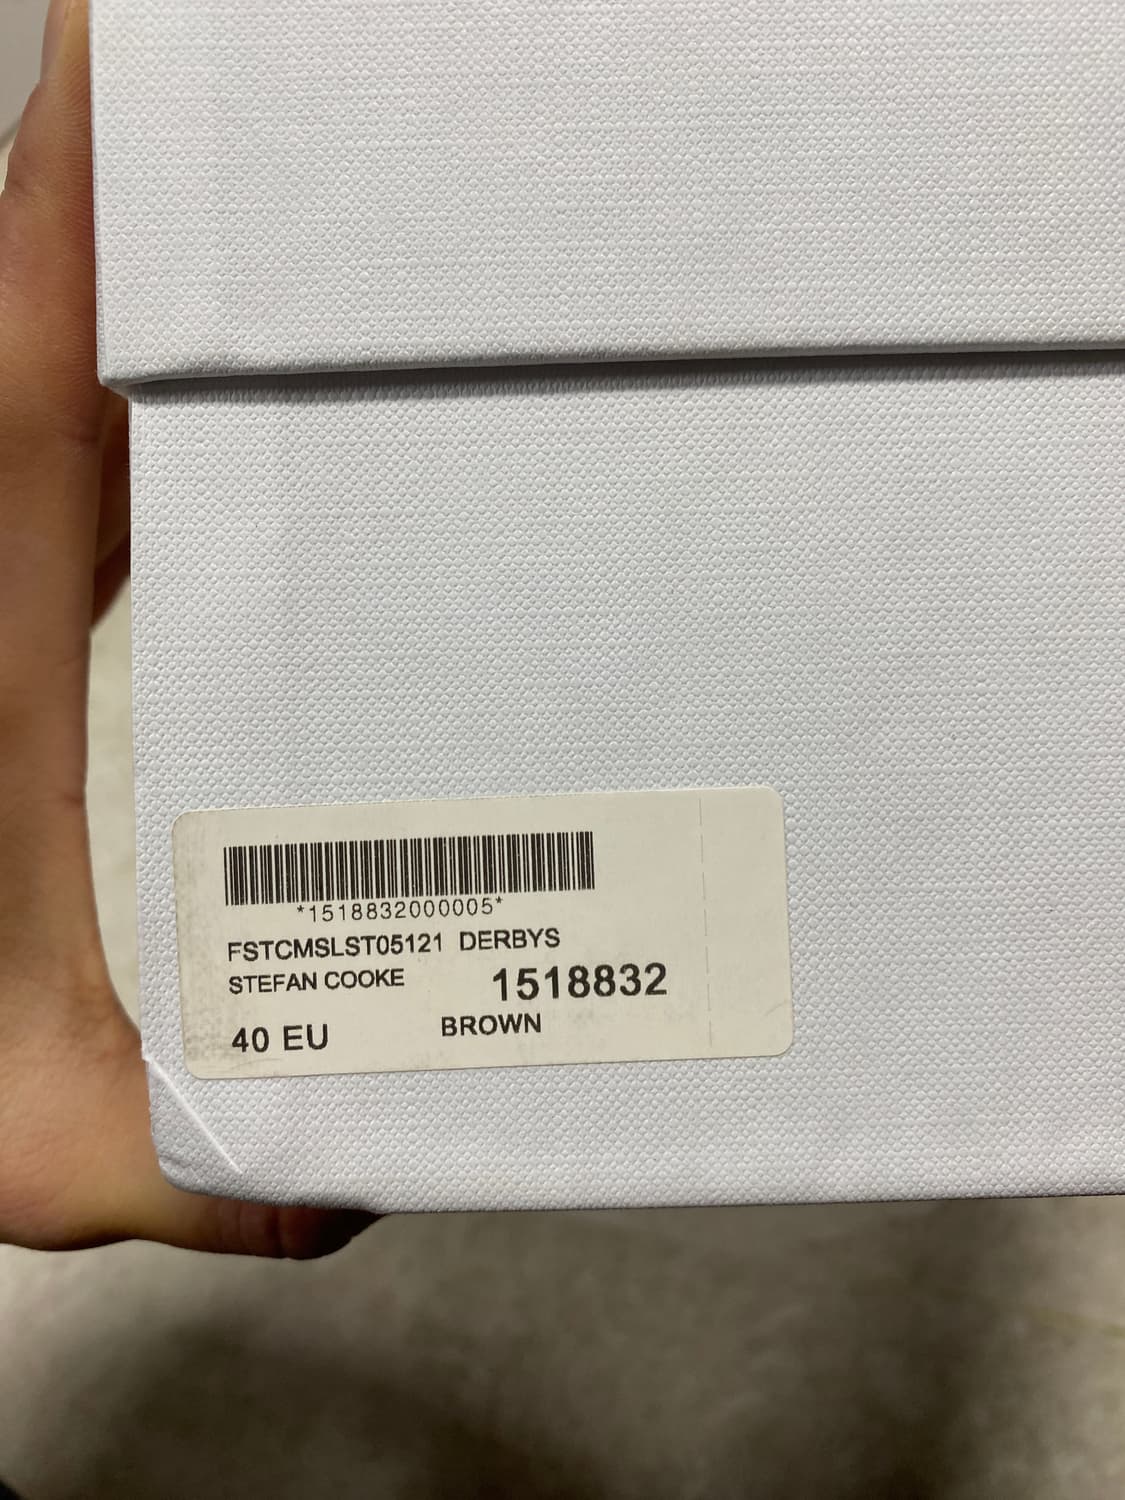 *1518832000005*
FSTCMSLST05121 DERBYS
STEFAN COOKE 1518832
40 EU BROWN